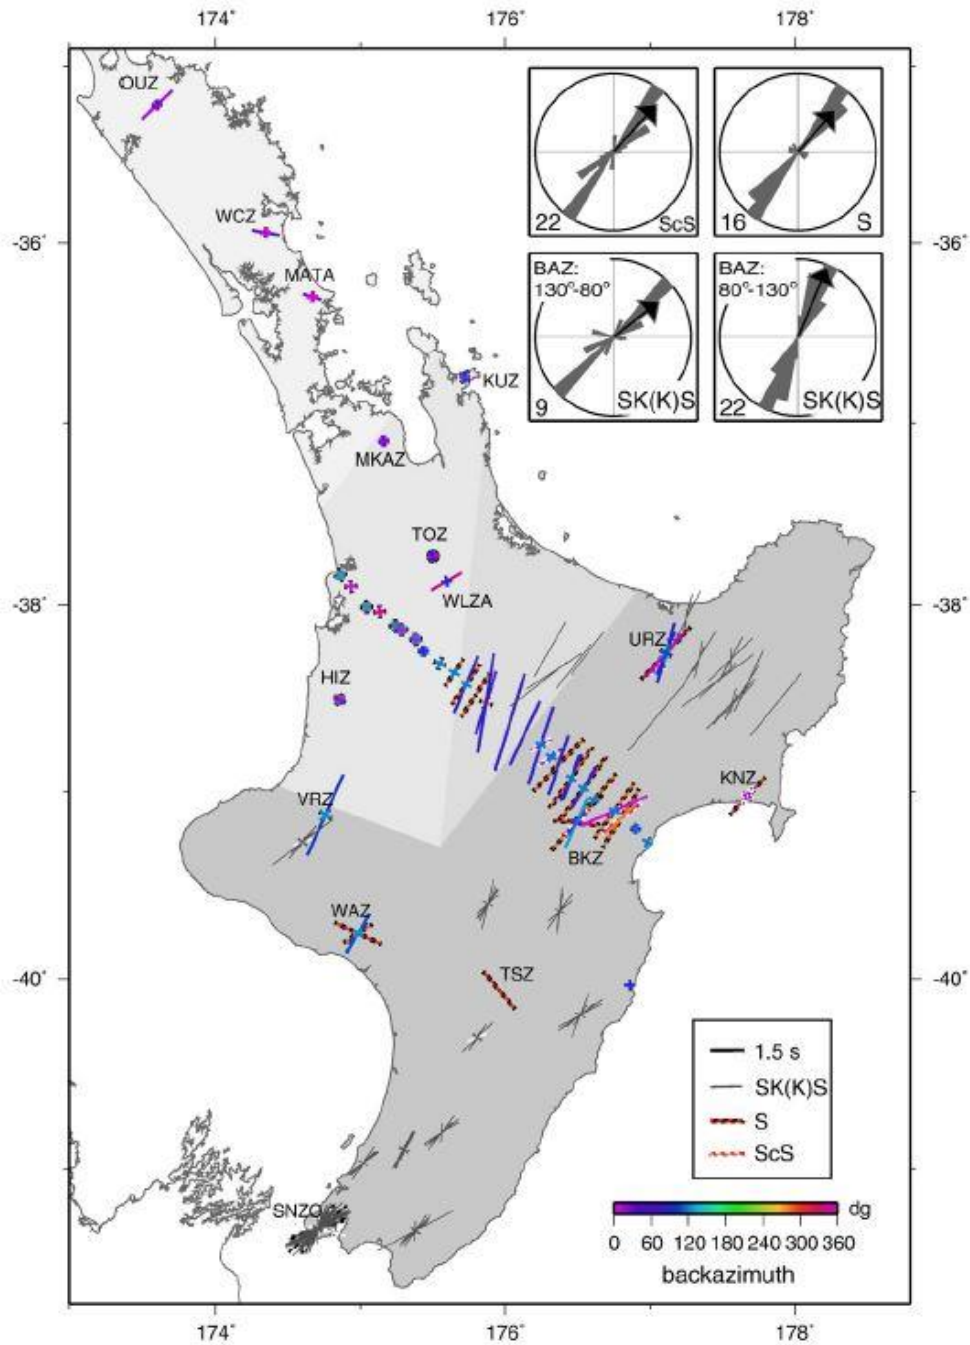 174° 176° 178°
OUZ
22 ScS
16 S
WCZ
-36° -36°
MATA
BAZ:
130°-80°
9 SK(K)S
BAZ:
80°-130°
22 SK(K)S
KUZ
MKAZ
TOZ
WLZA
-38° -38°
URZ
HIZ
KNZ
VRZ
BKZ
WAZ
TSZ
-40° -40°
1.5 s
SK(K)S
S
ScS
SNZO
dg
0 60 120 180 240 300 360
backazimuth
174° 176° 178°